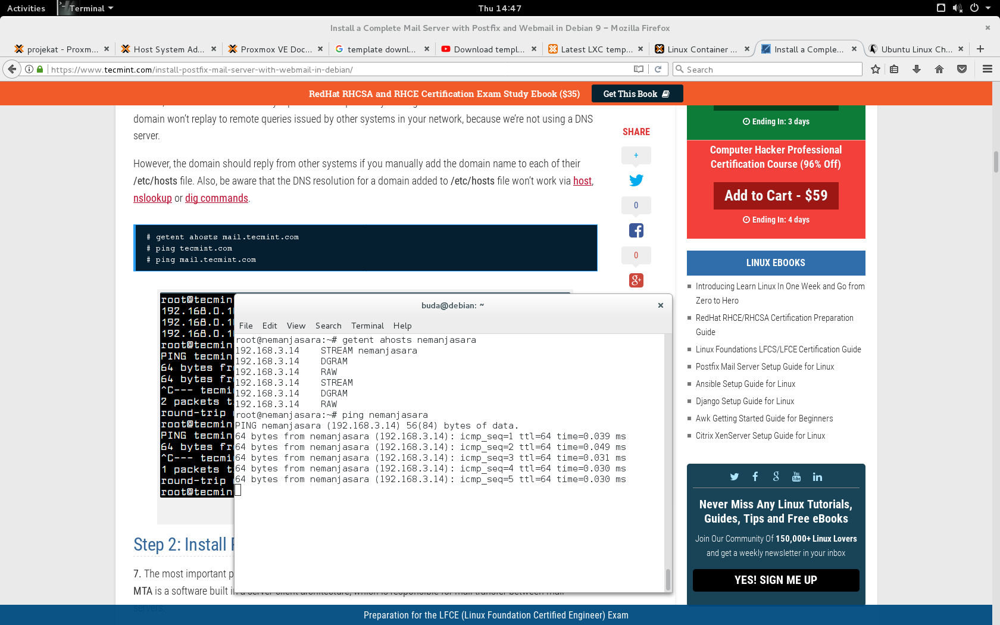 Activities
Terminal
Thu 14:47
Install a Complete Mail Server with Postfix and Webmail in Debian 9 – Mozilla Firefox
projekat - Proxm...
Host System Ad...
Proxmox VE Doc...
template downl...
Download templ...
Latest LXC temp...
Linux Container ...
Install a Comple...
Ubuntu Linux Ch...
https://www.tecmint.com/install-postfix-mail-server-with-webmail-in-debian/
Search
RedHat RHCSA and RHCE Certification Exam Study Ebook ($35)
Get This Book
domain won't replay to remote queries issued by other systems in your network, because we're not using a DNS
server.
However, the domain should reply from other systems if you manually add the domain name to each of their
/etc/hosts file. Also, be aware that the DNS resolution for a domain added to /etc/hosts file won't work via host,
nslookup or dig commands.
# getent ahosts mail.tecmint.com
# ping tecmint.com
# ping mail.tecmint.com
SHARE
+
0
0
root@tecmin
192.168.0.1
192.168.0.1
192.168.0.1
root@tecmin
PING tecmin
64 bytes fr
64 bytes fr
^C--- tecmi
2 packets t
round-trip
root@tecmin
PING tecmin
64 bytes fr
^C--- tecmi
1 packets t
round-trip
root@tecmin
buda@debian: ~
File Edit View Search Terminal Help
root@nemanjasara:~# getent ahosts nemanjasara
192.168.3.14    STREAM nemanjasara
192.168.3.14    DGRAM
192.168.3.14    RAW
192.168.3.14    STREAM
192.168.3.14    DGRAM
192.168.3.14    RAW
root@nemanjasara:~# ping nemanjasara
PING nemanjasara (192.168.3.14) 56(84) bytes of data.
64 bytes from nemanjasara (192.168.3.14): icmp_seq=1 ttl=64 time=0.039 ms
64 bytes from nemanjasara (192.168.3.14): icmp_seq=2 ttl=64 time=0.049 ms
64 bytes from nemanjasara (192.168.3.14): icmp_seq=3 ttl=64 time=0.031 ms
64 bytes from nemanjasara (192.168.3.14): icmp_seq=4 ttl=64 time=0.030 ms
64 bytes from nemanjasara (192.168.3.14): icmp_seq=5 ttl=64 time=0.030 ms
Step 2: Install
7. The most important p
MTA is a software built in a server-client architecture, which is responsible for mail transfer between mail
servers.
Ending In: 3 days
Computer Hacker Professional
Certification Course (96% Off)
Add to Cart - $59
Ending In: 4 days
LINUX EBOOKS
Introducing Learn Linux In One Week and Go from
Zero to Hero
RedHat RHCE/RHCSA Certification Preparation
Guide
Linux Foundations LFCS/LFCE Certification Guide
Postfix Mail Server Setup Guide for Linux
Ansible Setup Guide for Linux
Django Setup Guide for Linux
Awk Getting Started Guide for Beginners
Citrix XenServer Setup Guide for Linux
Never Miss Any Linux Tutorials,
Guides, Tips and Free eBooks
Join Our Community Of 150,000+ Linux Lovers
and get a weekly newsletter in your inbox
YES! SIGN ME UP
Preparation for the LFCE (Linux Foundation Certified Engineer) Exam